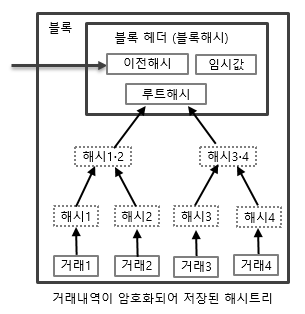 블록
블록 헤더 (블록해시)
이전해시 임시값
루트해시
해시1·2 해시3·4
해시1 해시2 해시3 해시4
거래1 거래2 거래3 거래4
거래내역이 암호화되어 저장된 해시트리